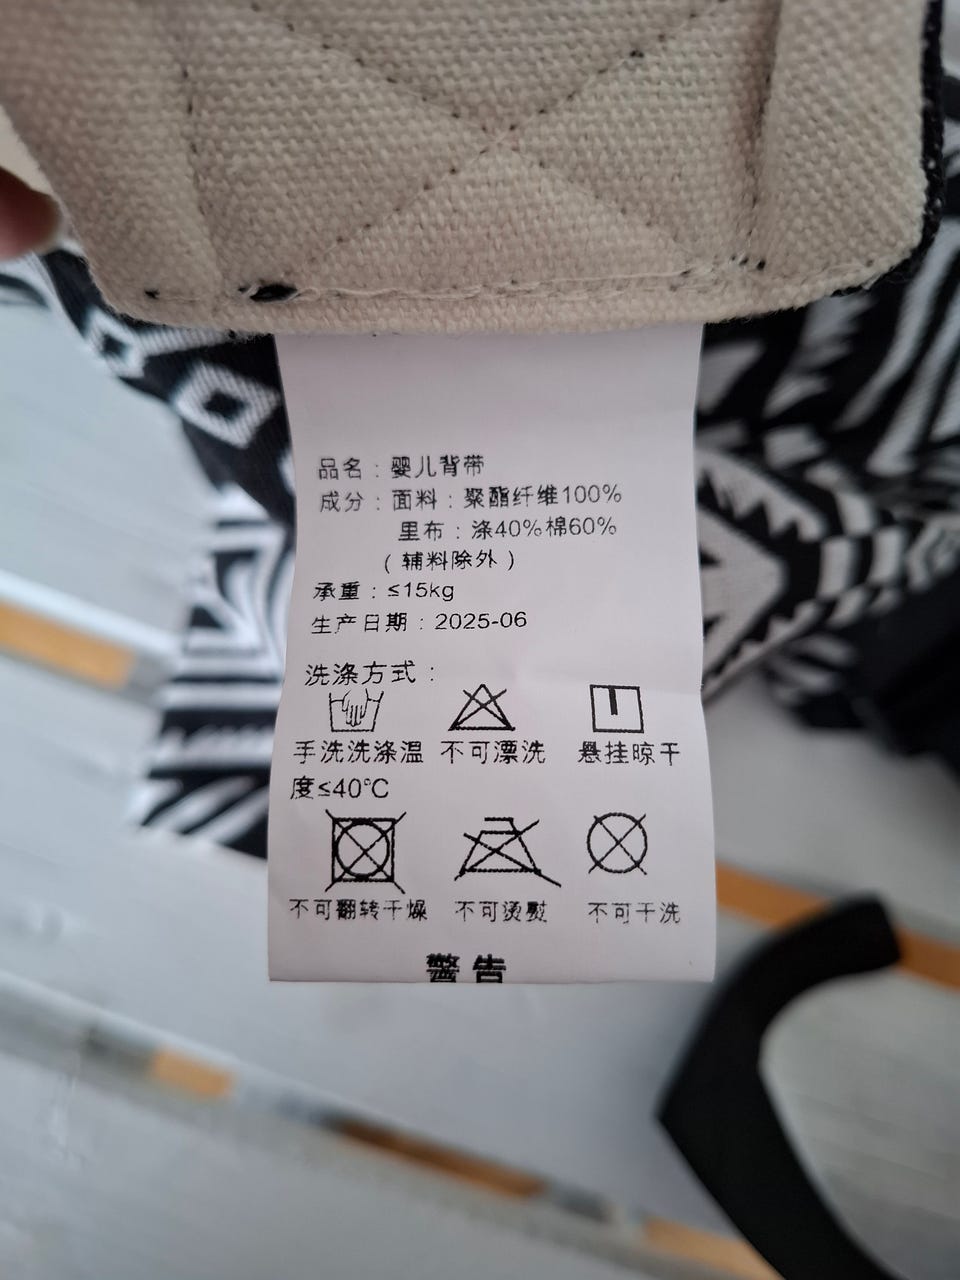 品名：婴儿背带
成分：面料：聚酯纤维100%
里布：涤40%棉60%
（辅料除外）
承重：≤15kg
生产日期：2025-06
洗涤方式：
手洗洗涤温 不可漂洗 悬挂晾干
度≤40℃
不可翻转干燥 不可烫熨 不可干洗
警告